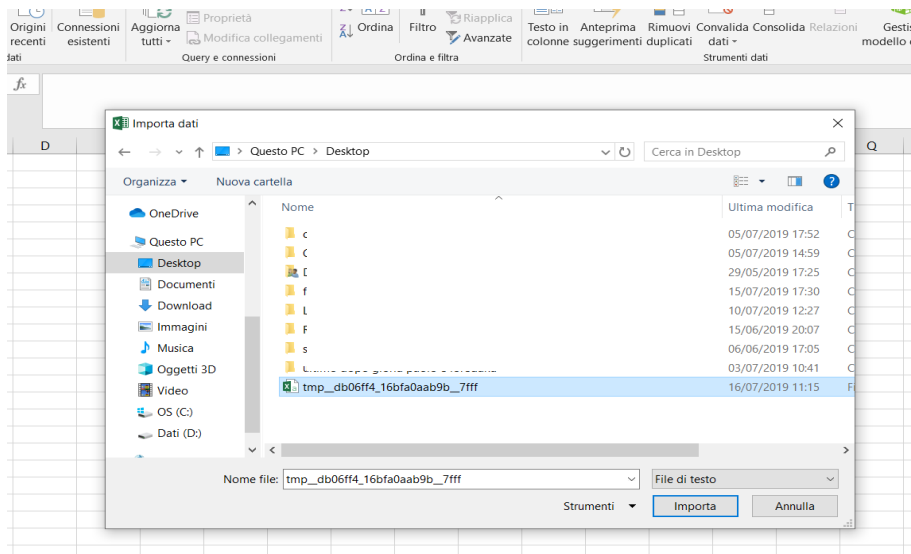 Origini Connessioni Aggiorna Proprietà Ordina Filtro Riapplica Testo in Anteprima Rimuovi Convalida Consolida Relazioni Gesti
recenti esistenti tutti Modifica collegamenti Avanzate colonne suggerimenti duplicati dati modello
dati Query e connessioni Ordina e filtra Strumenti dati
fx
Importa dati
D Q
Questo PC > Desktop Cerca in Desktop
Organizza Nuova cartella
Nome Ultima modifica T
OneDrive
c 05/07/2019 17:52 C
Questo PC
05/07/2019 14:59 C
Desktop
29/05/2019 17:25 C
Documenti
f 15/07/2019 17:30 C
Download
L 10/07/2019 12:27 C
Immagini
15/06/2019 20:07 C
Musica
s 06/06/2019 17:05 C
Oggetti 3D
03/07/2019 10:41 C
Video
tmp__db06ff4_16bfa0aab9b__7fff 16/07/2019 11:15 Fi
OS (C:)
Dati (D:)
Nome file: tmp__db06ff4_16bfa0aab9b__7fff File di testo
Strumenti Importa Annulla